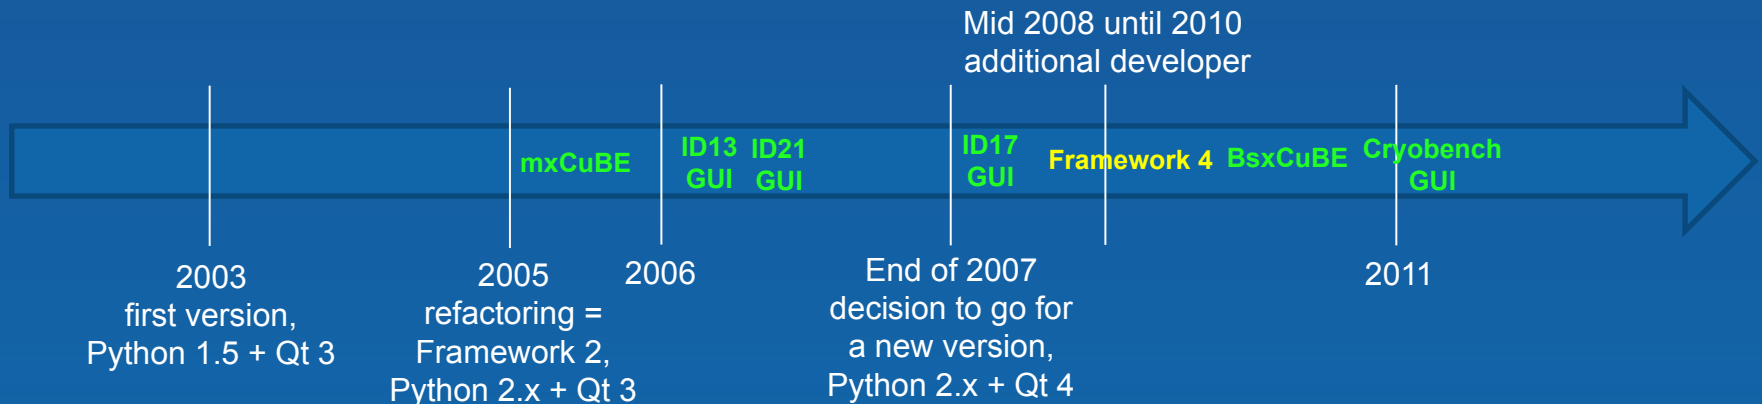 Mid 2008 until 2010
additional developer
mxCuBE
ID13
GUI
ID21
GUI
ID17
GUI
Framework 4
BsxCuBE
Cryobench
GUI
2003
first version,
Python 1.5 + Qt 3
2005
refactoring =
Framework 2,
Python 2.x + Qt 3
2006
End of 2007
decision to go for
a new version,
Python 2.x + Qt 4
2011